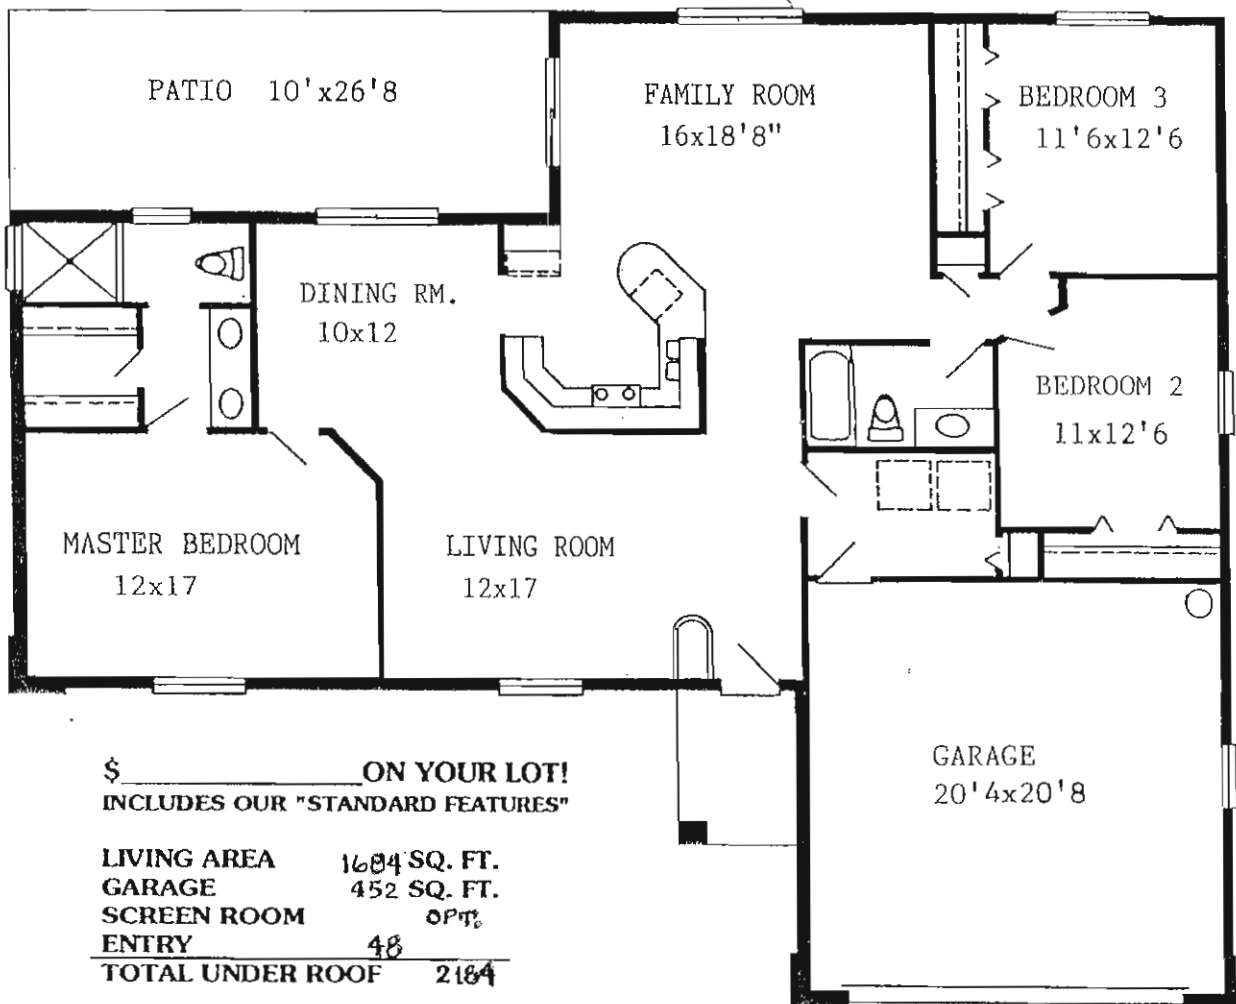 PATIO 10'x26'8
FAMILY ROOM
16x18'8"
BEDROOM 3
11'6x12'6
DINING RM.
10x12
BEDROOM 2
11x12'6
MASTER BEDROOM
12x17
LIVING ROOM
12x17
GARAGE
20'4x20'8
$ ON YOUR LOT!
INCLUDES OUR "STANDARD FEATURES"
LIVING AREA 1684 SQ. FT.
GARAGE 452 SQ. FT.
SCREEN ROOM OPT.
ENTRY 48
TOTAL UNDER ROOF 2184